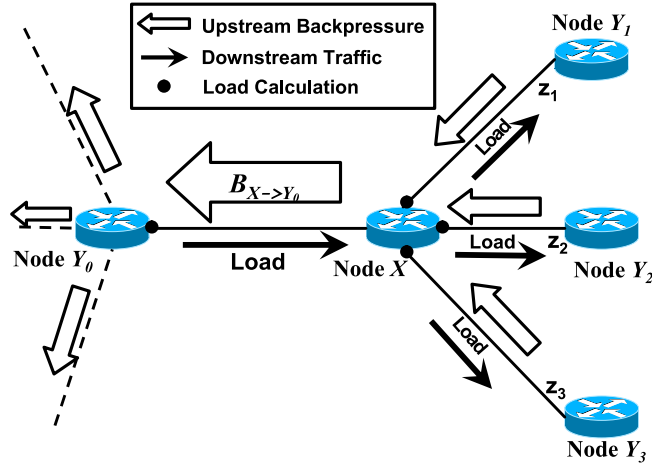 Upstream Backpressure
Downstream Traffic
Load Calculation
Node Y1
z1
Load
B X->Y0
Node Y0
Load
Node X
Load
z2
Node Y2
Load
z3
Node Y3